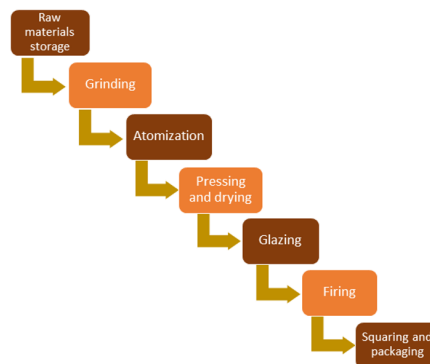 Raw
materials
storage
Grinding
Atomization
Pressing
and drying
Glazing
Firing
Squaring and
packaging